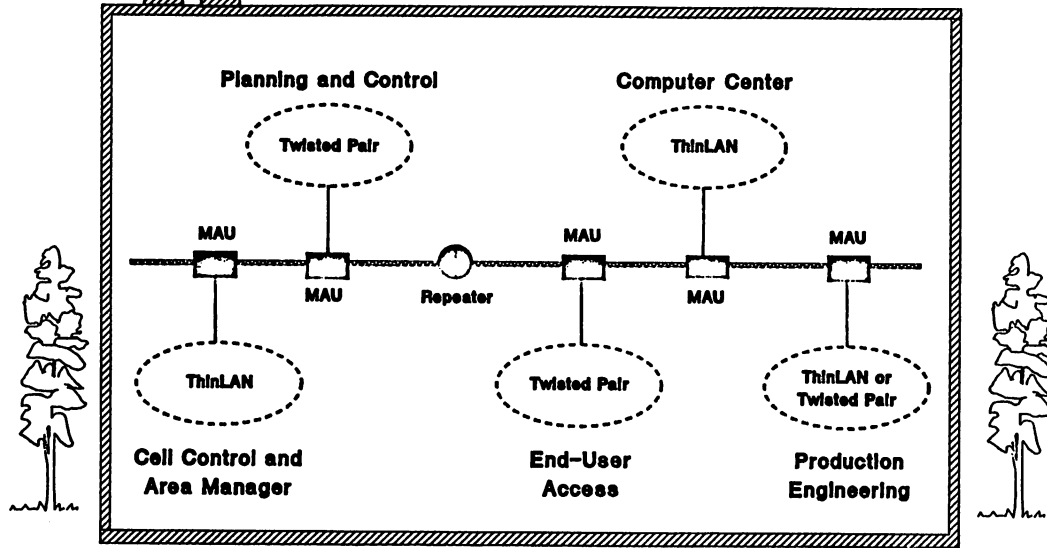 Planning and Control
Computer Center
Twisted Pair
ThinLAN
MAU
MAU
MAU
MAU
Repeater
MAU
ThinLAN
Twisted Pair
ThinLAN or
Twisted Pair
Cell Control and
Area Manager
End-User
Access
Production
Engineering